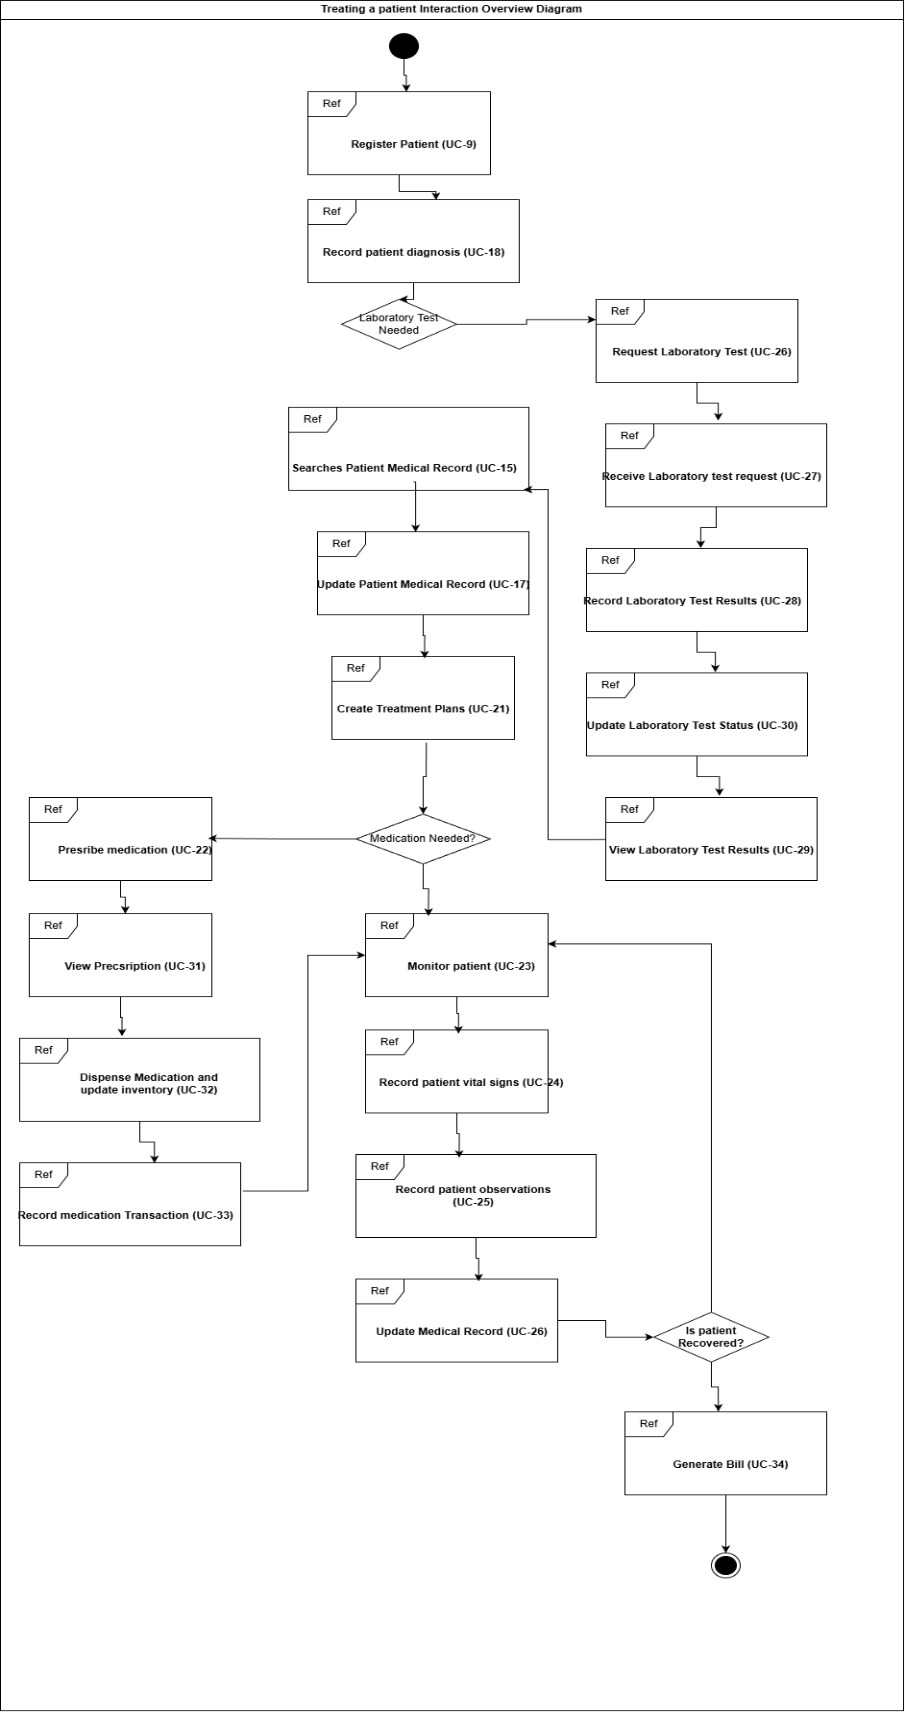 Treating a patient Interaction Overview Diagram
Ref
Register Patient (UC-9)
Ref
Record patient diagnosis (UC-18)
Laboratory Test
Needed
Ref
Request Laboratory Test (UC-26)
Ref
Searches Patient Medical Record (UC-15)
Ref
Receive Laboratory test request (UC-27)
Ref
Update Patient Medical Record (UC-17)
Ref
Record Laboratory Test Results (UC-28)
Ref
Create Treatment Plans (UC-21)
Ref
Update Laboratory Test Status (UC-30)
Ref
Presribe medication (UC-22)
Medication Needed?
Ref
View Laboratory Test Results (UC-29)
Ref
View Precsription (UC-31)
Ref
Monitor patient (UC-23)
Ref
Dispense Medication and
update inventory (UC-32)
Ref
Record patient vital signs (UC-24)
Ref
Record medication Transaction (UC-33)
Ref
Record patient observations
(UC-25)
Ref
Update Medical Record (UC-26)
Is patient
Recovered?
Ref
Generate Bill (UC-34)